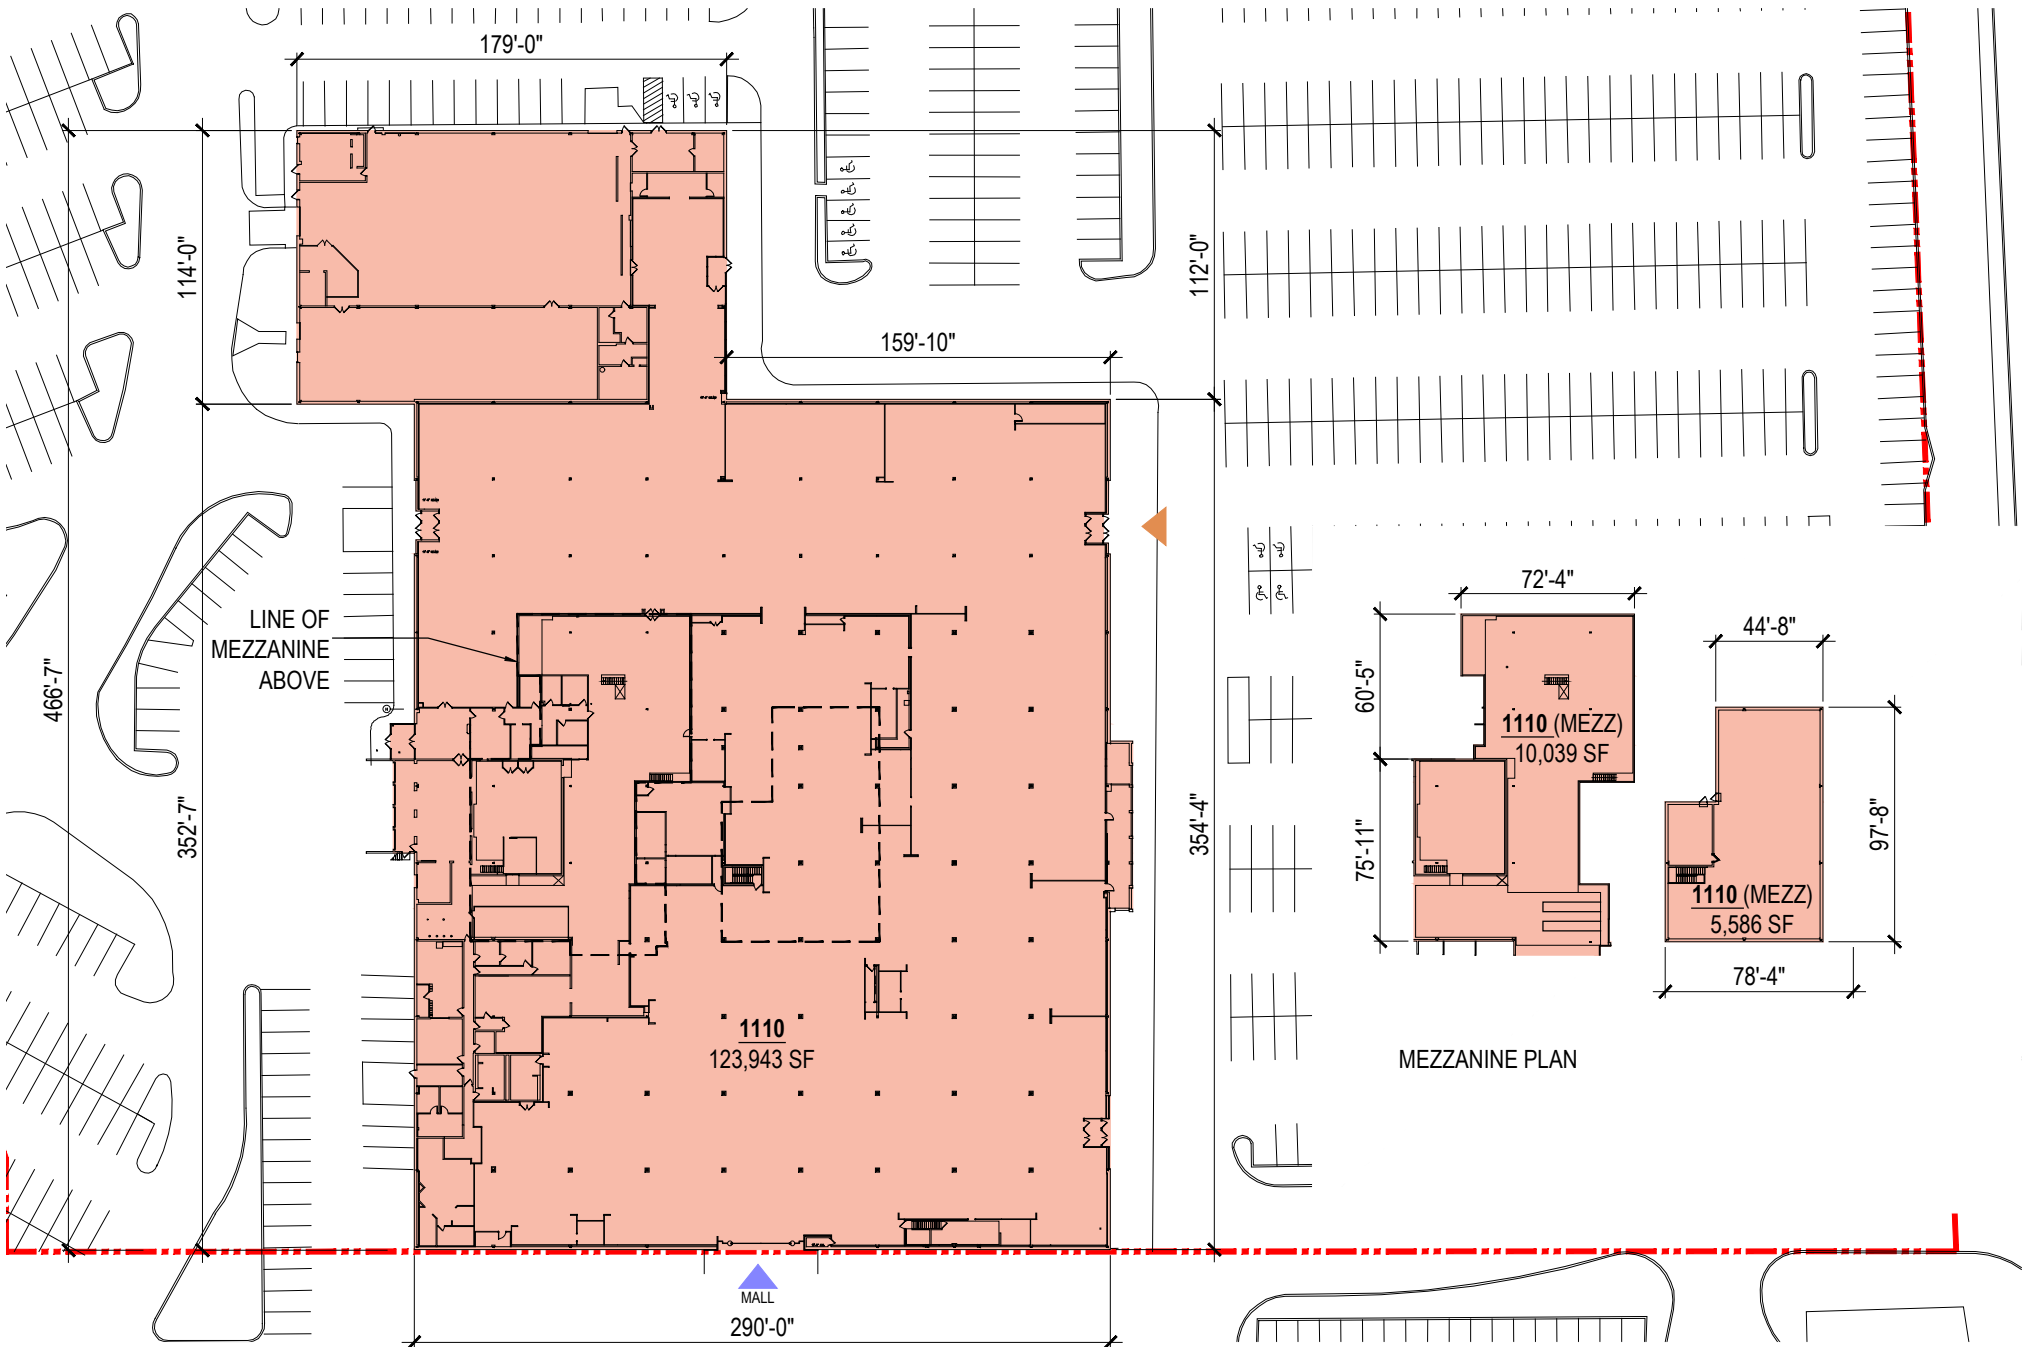 179'-0"
114'-0"
112'-0"
159'-10"
LINE OF
MEZZANINE
ABOVE
466'-7"
352'-7"
354'-4"
72'-4"
44'-8"
60'-5"
1110 (MEZZ)
10,039 SF
75'-11"
97'-8"
1110 (MEZZ)
5,586 SF
78'-4"
1110
123,943 SF
MEZZANINE PLAN
MALL
290'-0"